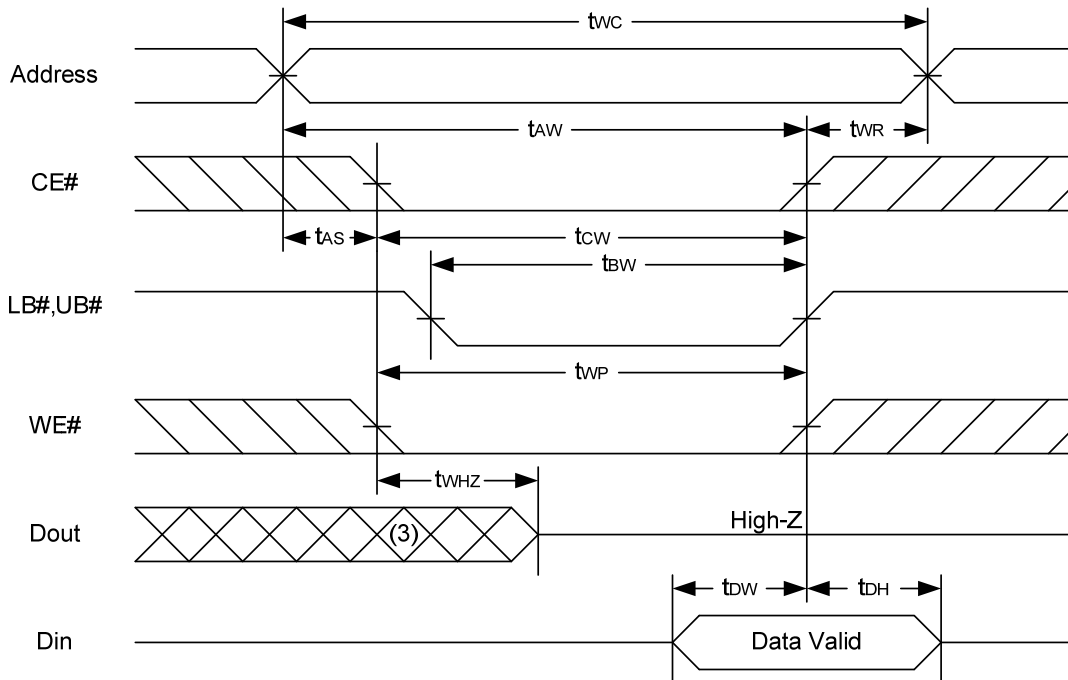 tWC
Address
tAW
tWR
CE#
tAS
tCW
tBW
LB#,UB#
tWP
WE#
tWHZ
Dout
(3)
High-Z
tDW
tDH
Din
Data Valid